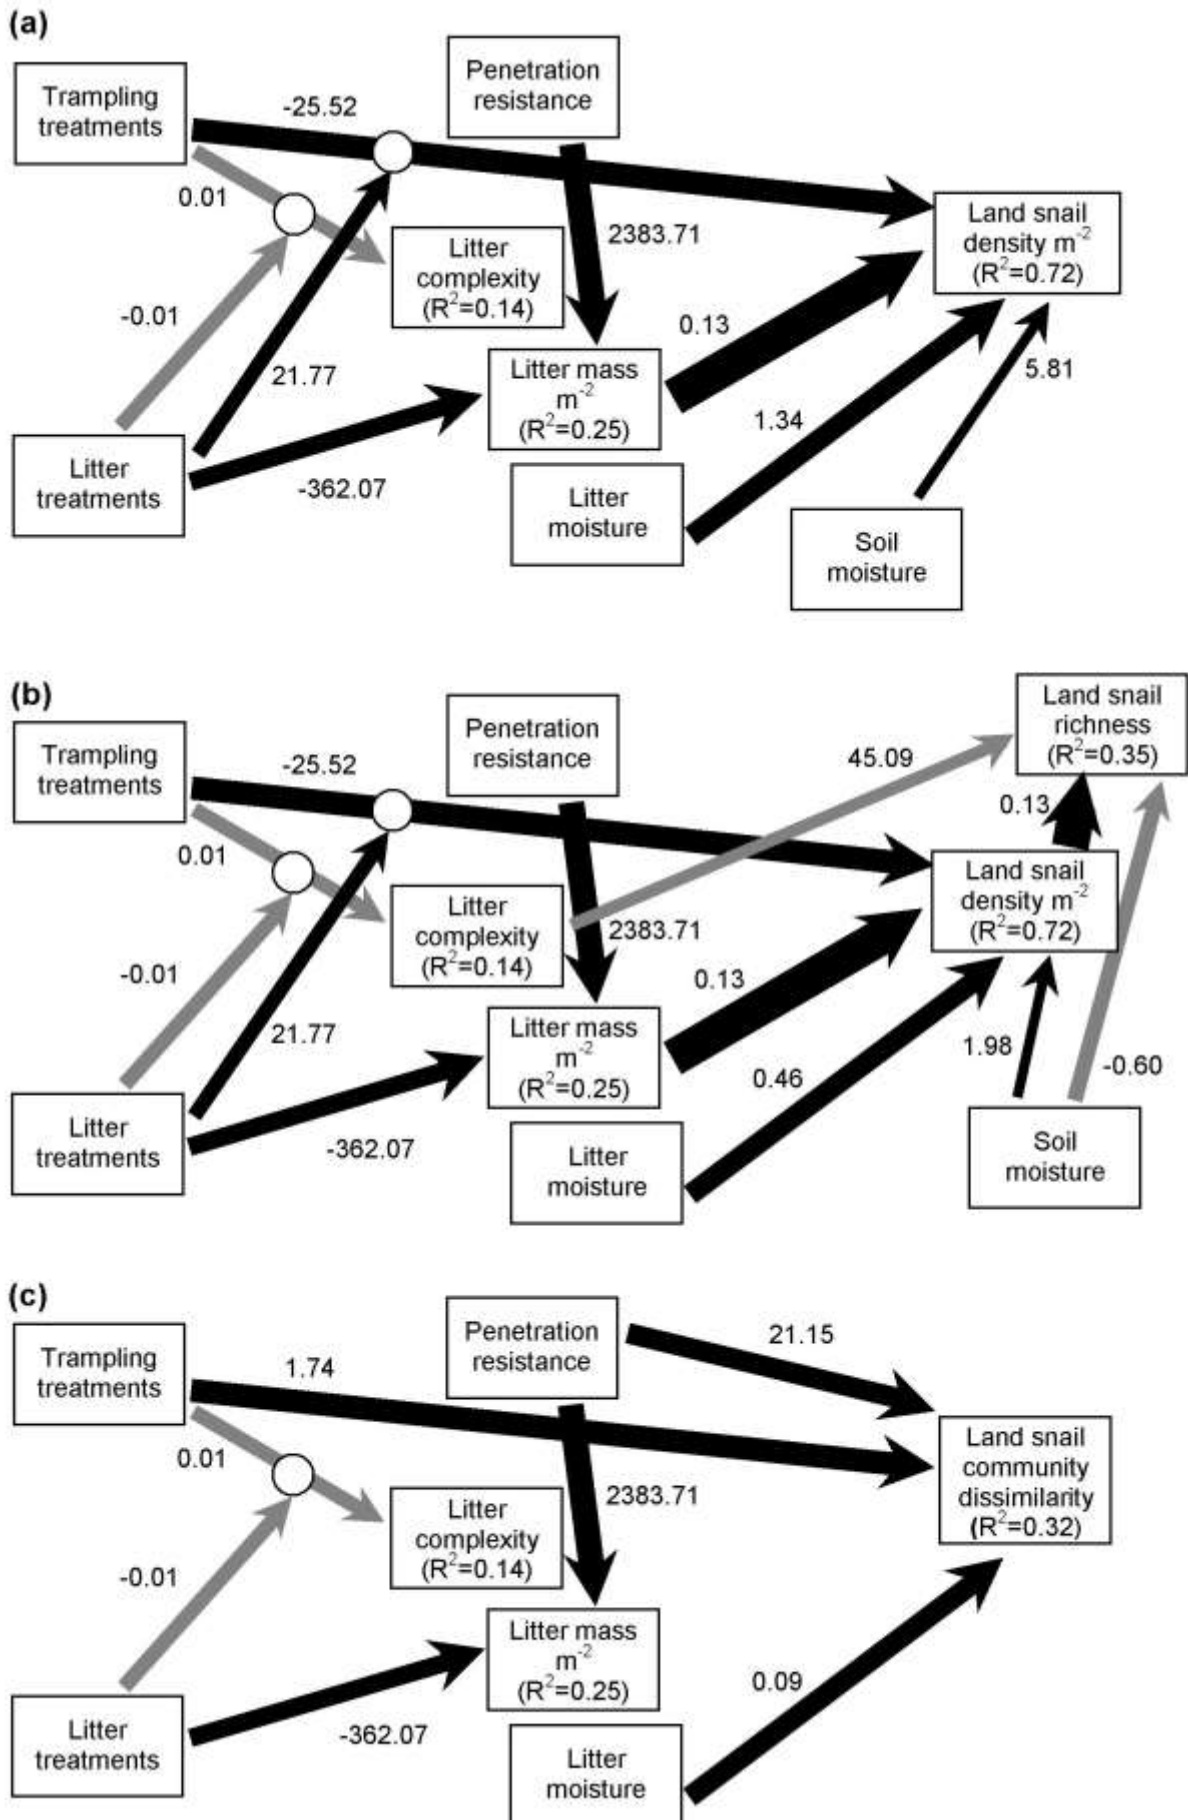 (a)
Trampling
treatments
-25.52
Penetration
resistance
0.01
Litter
complexity
(R²=0.14)
2383.71
Land snail
density m⁻²
(R²=0.72)
-0.01
21.77
Litter mass
m⁻²
(R²=0.25)
0.13
1.34
5.81
Litter
treatments
-362.07
Litter
moisture
Soil
moisture
(b)
Trampling
treatments
-25.52
Penetration
resistance
45.09
Land snail
richness
(R²=0.35)
0.13
0.01
Litter
complexity
(R²=0.14)
2383.71
Land snail
density m⁻²
(R²=0.72)
-0.01
21.77
Litter mass
m⁻²
(R²=0.25)
0.13
0.46
1.98
-0.60
Litter
treatments
-362.07
Litter
moisture
Soil
moisture
(c)
Trampling
treatments
1.74
Penetration
resistance
21.15
0.01
Litter
complexity
(R²=0.14)
2383.71
Land snail
community
dissimilarity
(R²=0.32)
-0.01
Litter mass
m⁻²
(R²=0.25)
0.09
Litter
treatments
-362.07
Litter
moisture